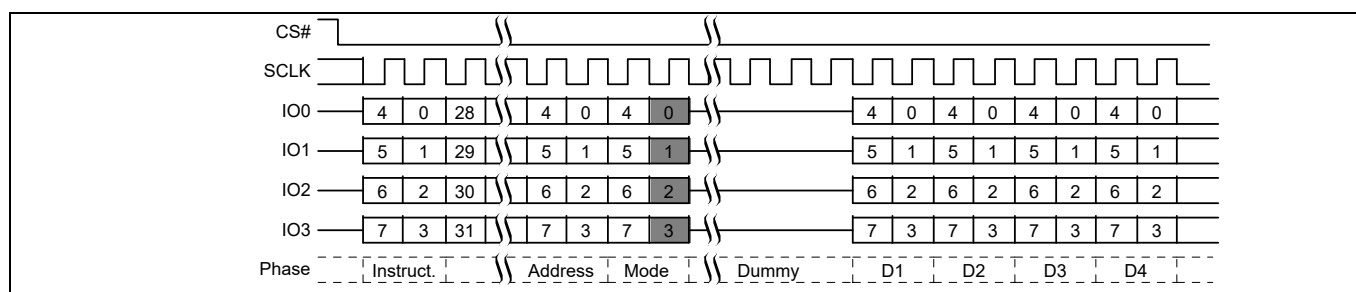 CS#
SCLK
IO0 4 0 28 4 0 4 0 4 0 4 0 4 0 4 0
IO1 5 1 29 5 1 5 1 5 1 5 1 5 1 5 1
IO2 6 2 30 6 2 6 2 6 2 6 2 6 2 6 2
IO3 7 3 31 7 3 7 3 7 3 7 3 7 3 7 3
Phase Instruct. Address Mode Dummy D1 D2 D3 D4